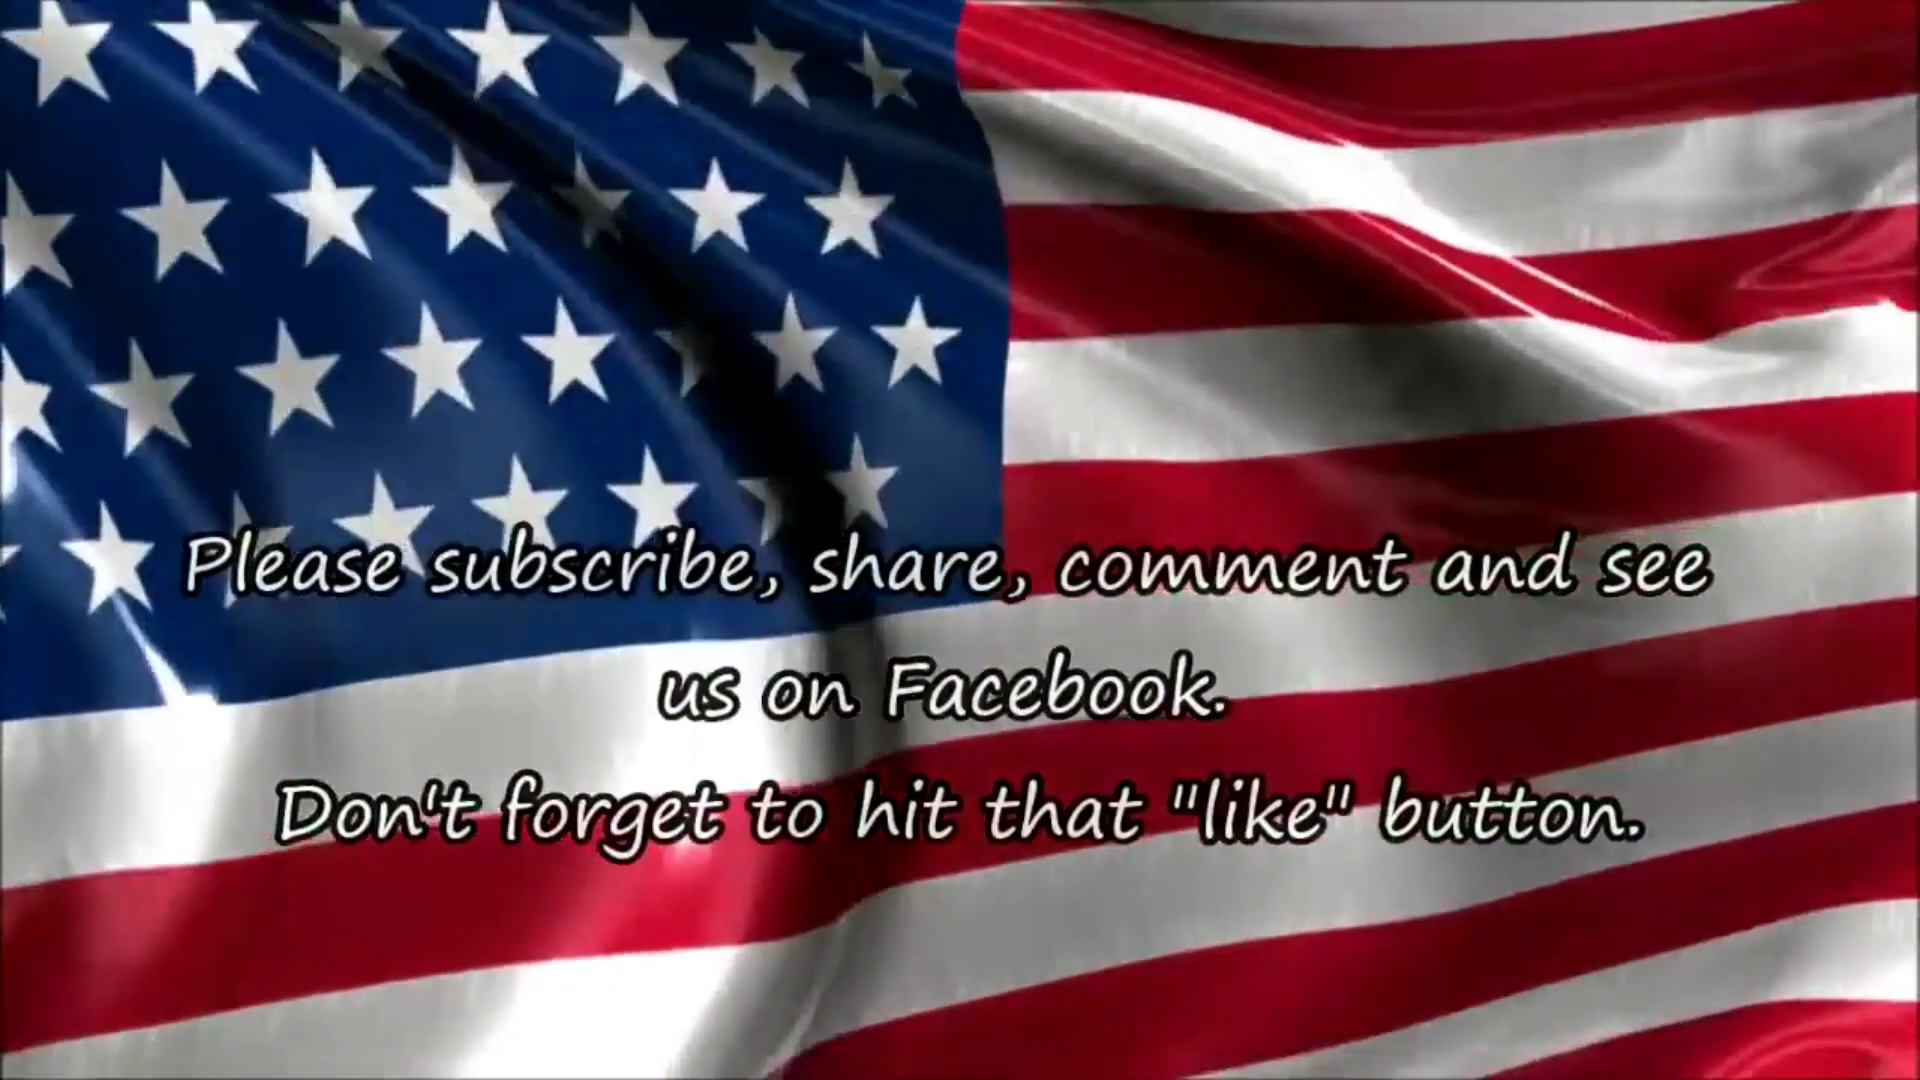 Please subscribe, share, comment and see
us on Facebook.
Don't forget to hit that "like" button.